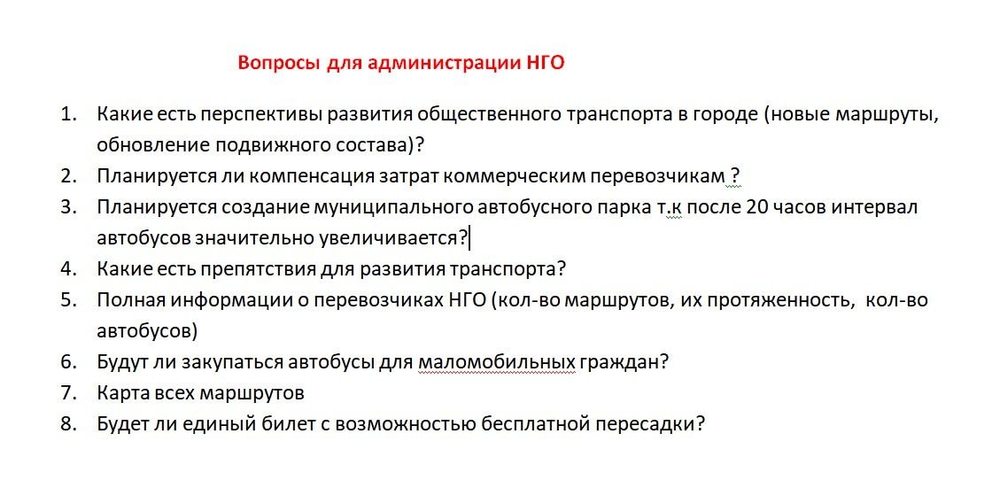 Вопросы для администрации НГО
1. Какие есть перспективы развития общественного транспорта в городе (новые маршруты,
обновление подвижного состава)?
2. Планируется ли компенсация затрат коммерческим перевозчикам ?
3. Планируется создание муниципального автобусного парка т.к после 20 часов интервал
автобусов значительно увеличивается?
4. Какие есть препятствия для развития транспорта?
5. Полная информации о перевозчиках НГО (кол-во маршрутов, их протяженность,  кол-во
автобусов)
6. Будут ли закупаться автобусы для маломобильных граждан?
7. Карта всех маршрутов
8. Будет ли единый билет с возможностью бесплатной пересадки?